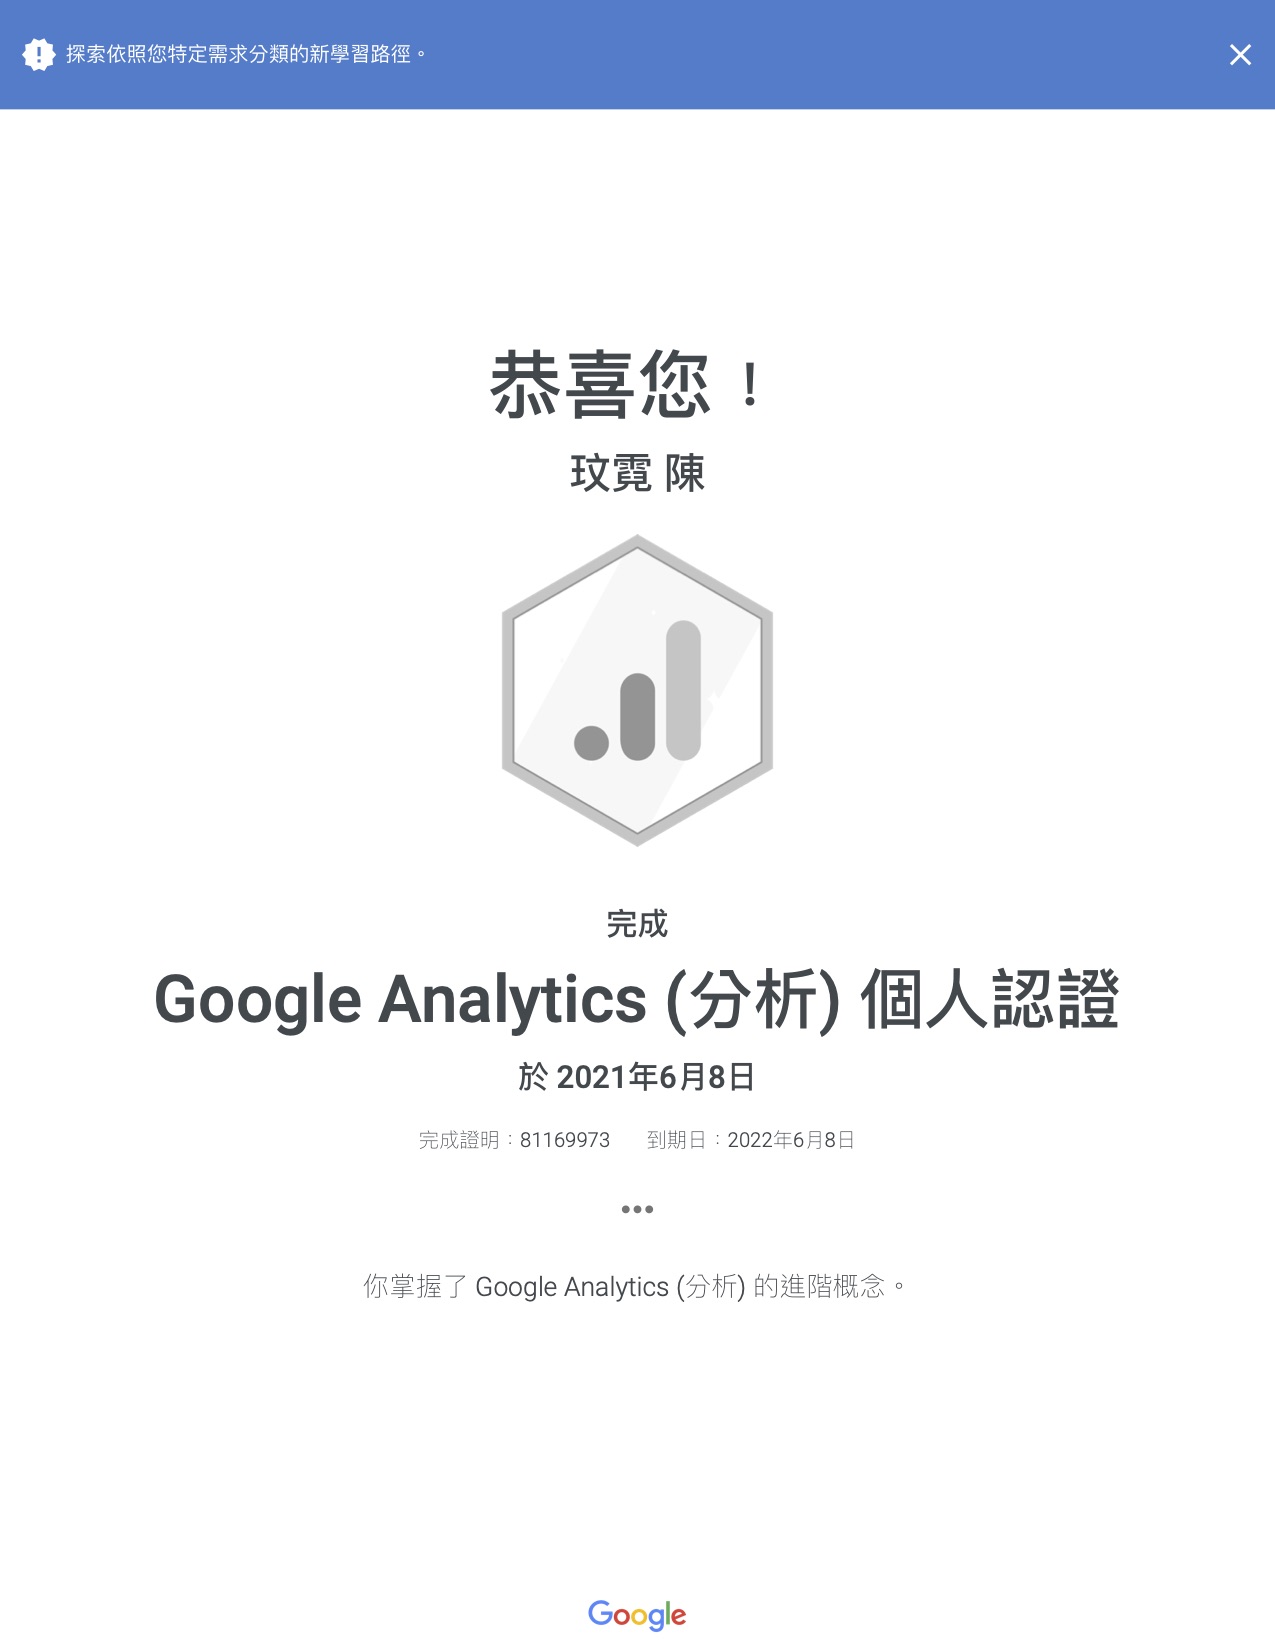 探索依照您特定需求分類的新學習路徑。
恭喜您！
玟霓 陳
完成
Google Analytics (分析) 個人認證
於 2021年6月8日
完成證明：81169973 到期日：2022年6月8日
你掌握了 Google Analytics (分析) 的進階概念。
Google